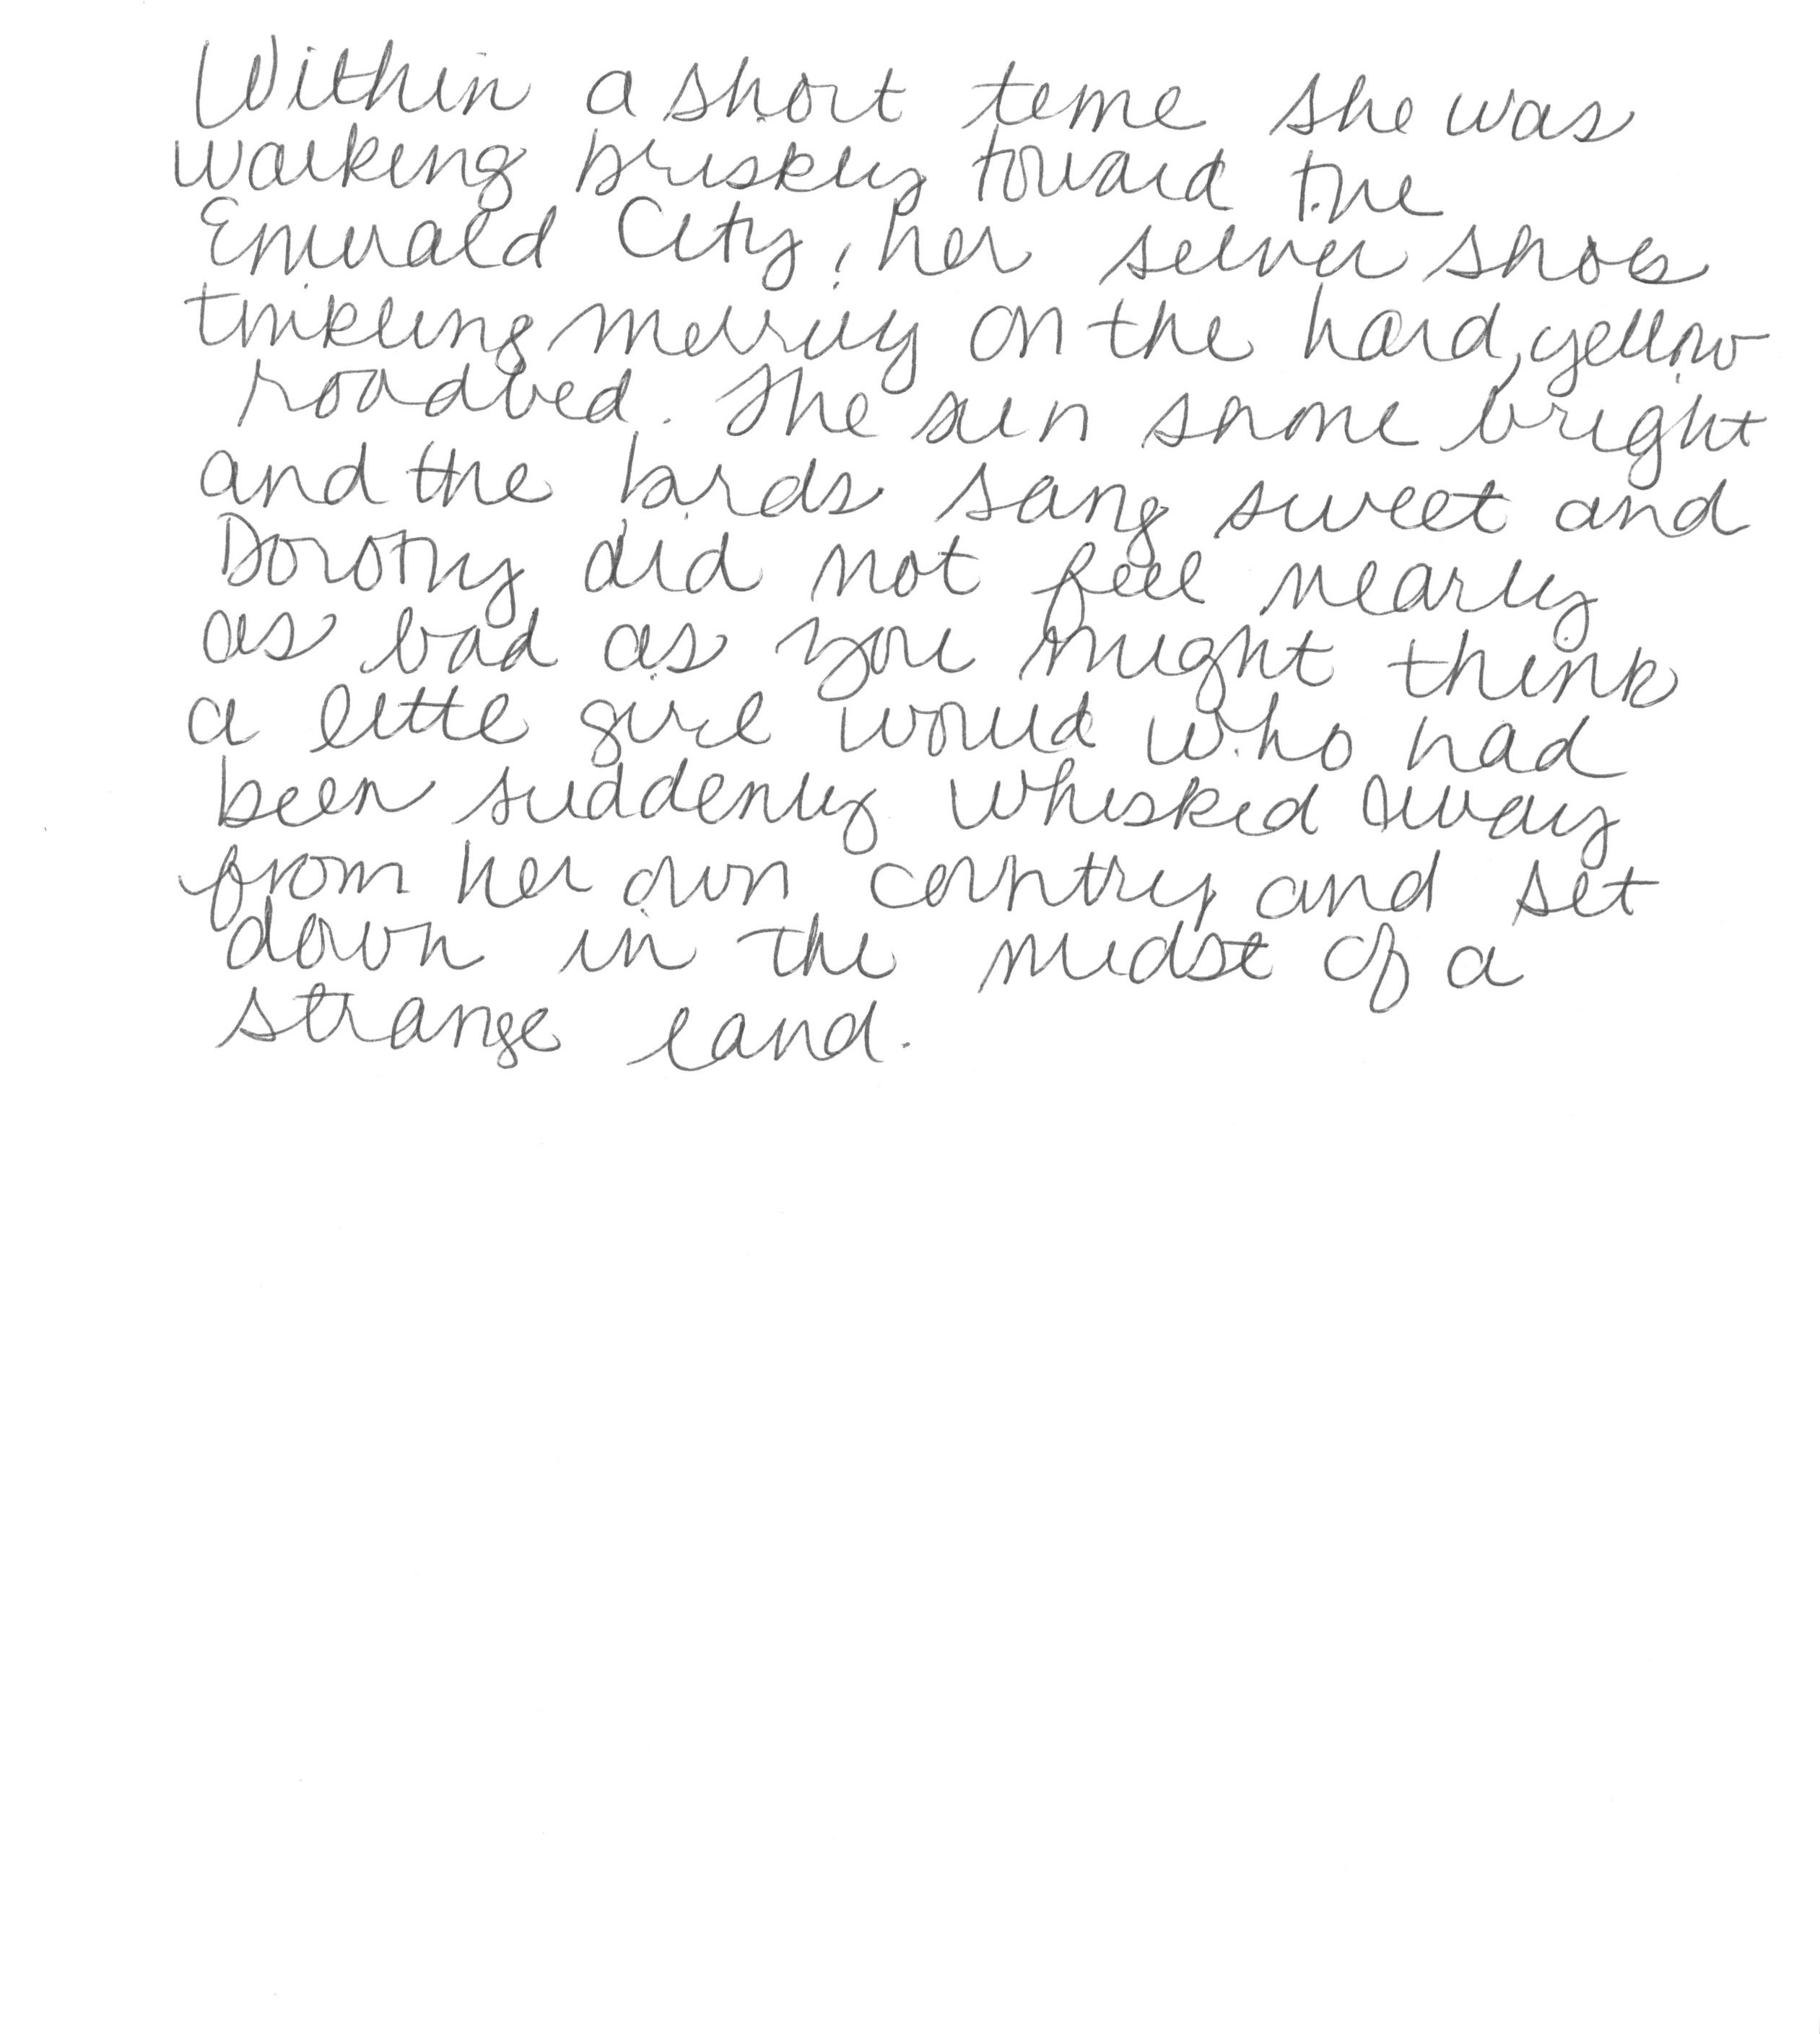 Within a short time she was
walking briskly toward the
Emerald City, her silver shoes
tinkling merrily on the hard, yellow
roadbed. The sun shone bright
and the birds sang sweet and
Dorothy did not feel nearly
as bad as you might think
a little girl would who had
been suddenly whisked away
from her own country and set
down in the midst of a
strange land.